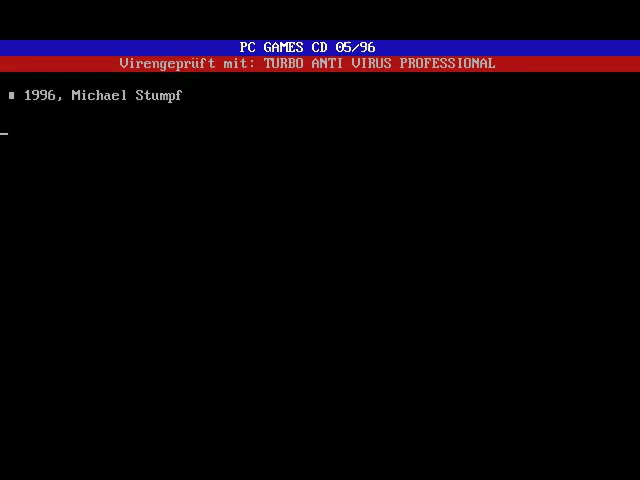 PC GAMES CD 05/96
Virengeprüft mit: TURBO ANTI VIRUS PROFESSIONAL
■ 1996, Michael Stumpf